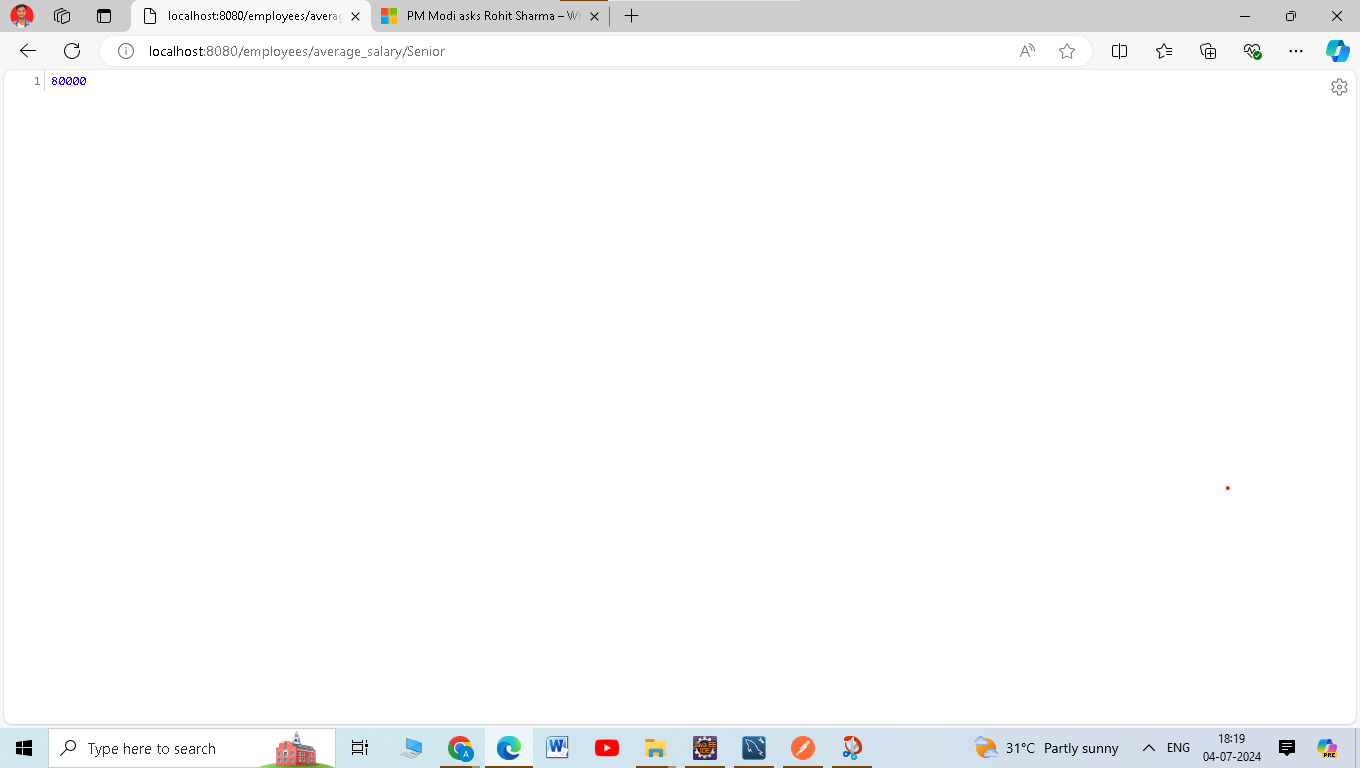 localhost:8080/employees/averag
PM Modi asks Rohit Sharma – Wh
localhost:8080/employees/average_salary/Senior
1 80000
Type here to search
31°C Partly sunny
ENG
18:19
04-07-2024